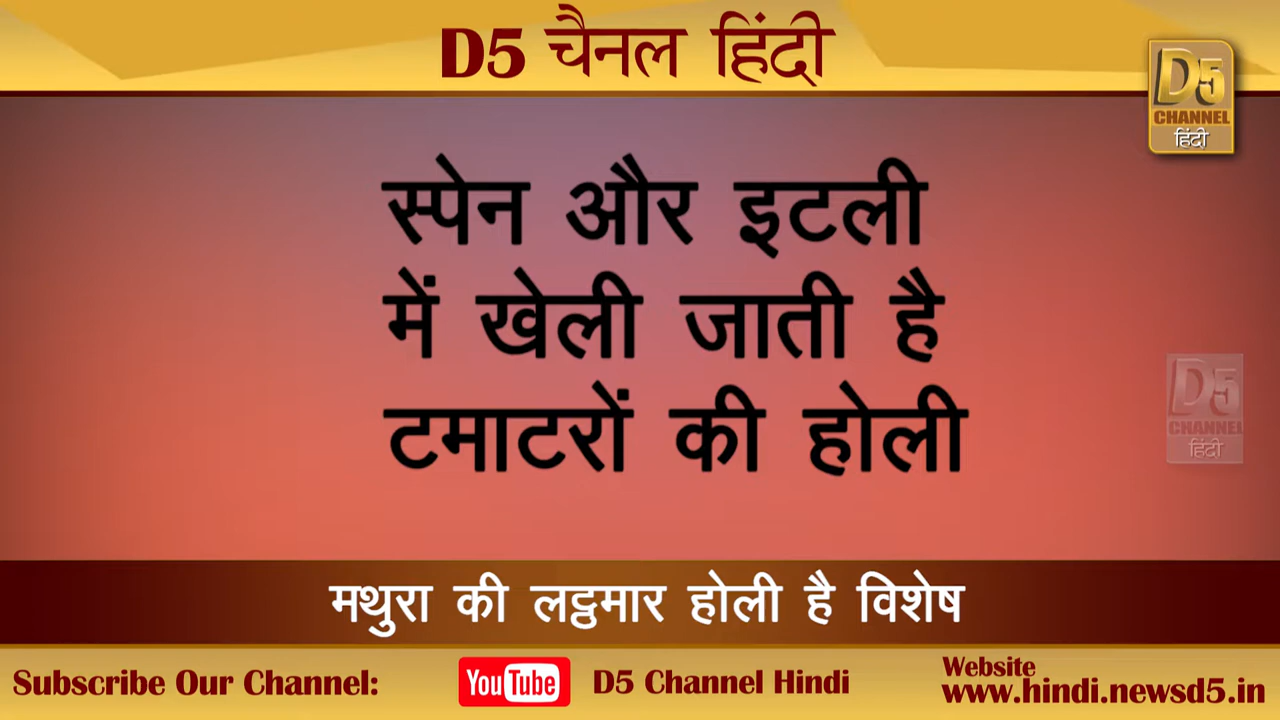 D5 चैनल हिंदी
D5
CHANNEL
हिंदी
स्पेन और इटली
में खेली जाती है
टमाटरों की होली
D5
CHANNEL
हिंदी
मथुरा की लट्ठमार होली है विशेष
Subscribe Our Channel:
YouTube
D5 Channel Hindi
Website
www.hindi.newsd5.in